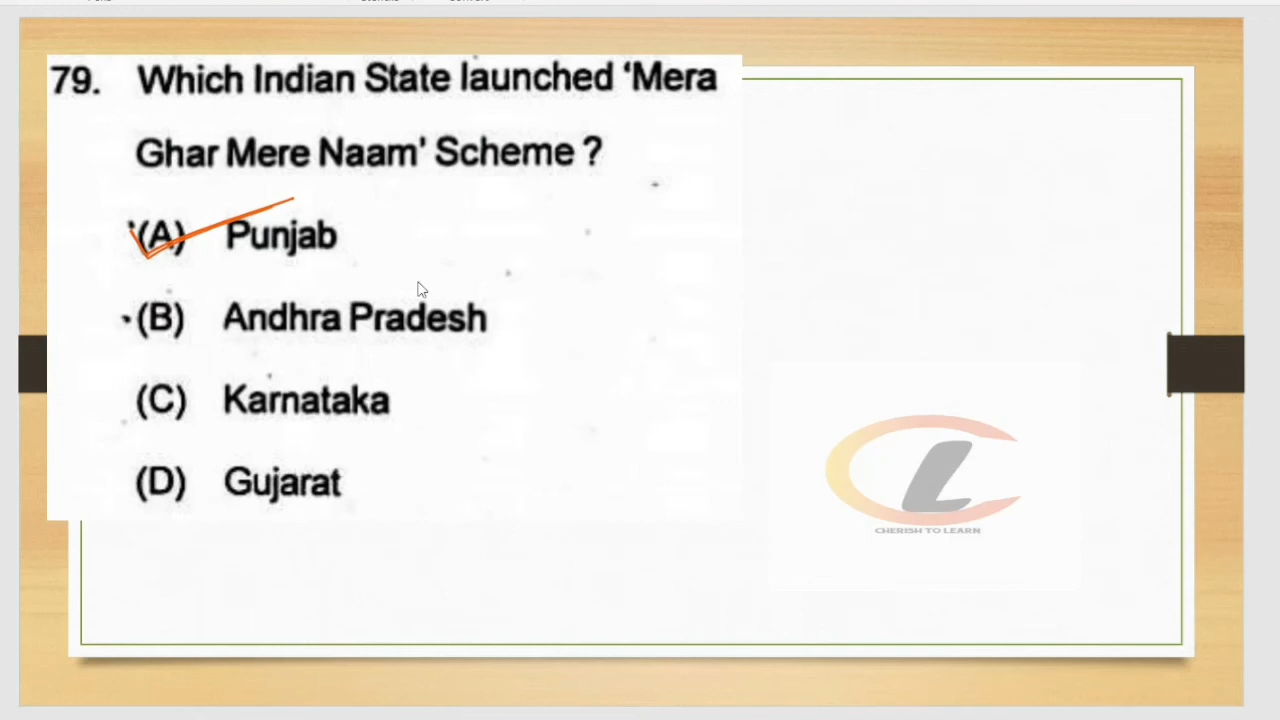 79. Which Indian State launched ‘Mera
Ghar Mere Naam’ Scheme ?
(A) Punjab
(B) Andhra Pradesh
(C) Karnataka
(D) Gujarat
CHERISH TO LEARN